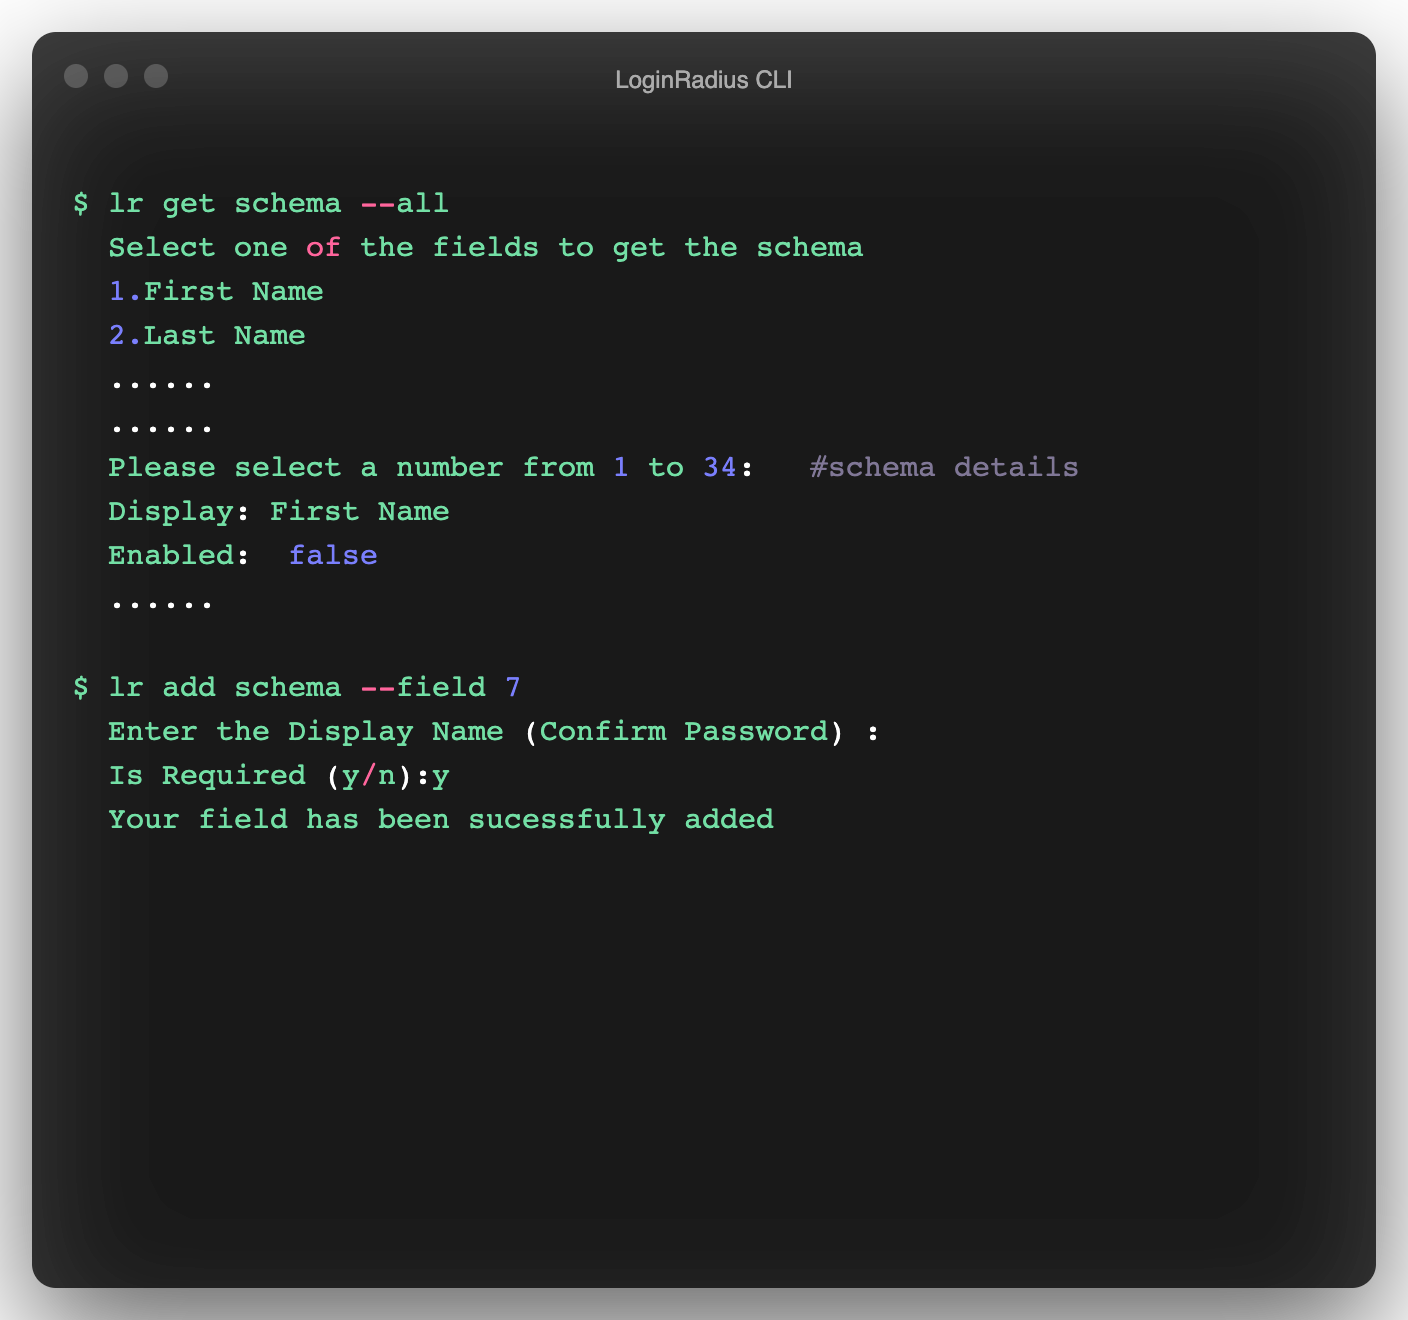 LoginRadius CLI
$ lr get schema --all
Select one of the fields to get the schema
1.First Name
2.Last Name
......
......
Please select a number from 1 to 34:   #schema details
Display: First Name
Enabled:  false
......
$ lr add schema --field 7
Enter the Display Name (Confirm Password) :
Is Required (y/n):y
Your field has been sucessfully added